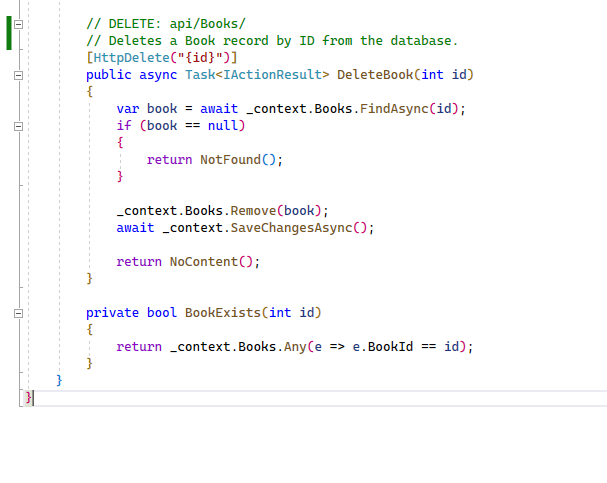 // DELETE: api/Books/
// Deletes a Book record by ID from the database.
[HttpDelete("{id}")]
public async Task<IActionResult> DeleteBook(int id)
{
var book = await _context.Books.FindAsync(id);
if (book == null)
{
return NotFound();
}
_context.Books.Remove(book);
await _context.SaveChangesAsync();
return NoContent();
}
private bool BookExists(int id)
{
return _context.Books.Any(e => e.BookId == id);
}
}
}